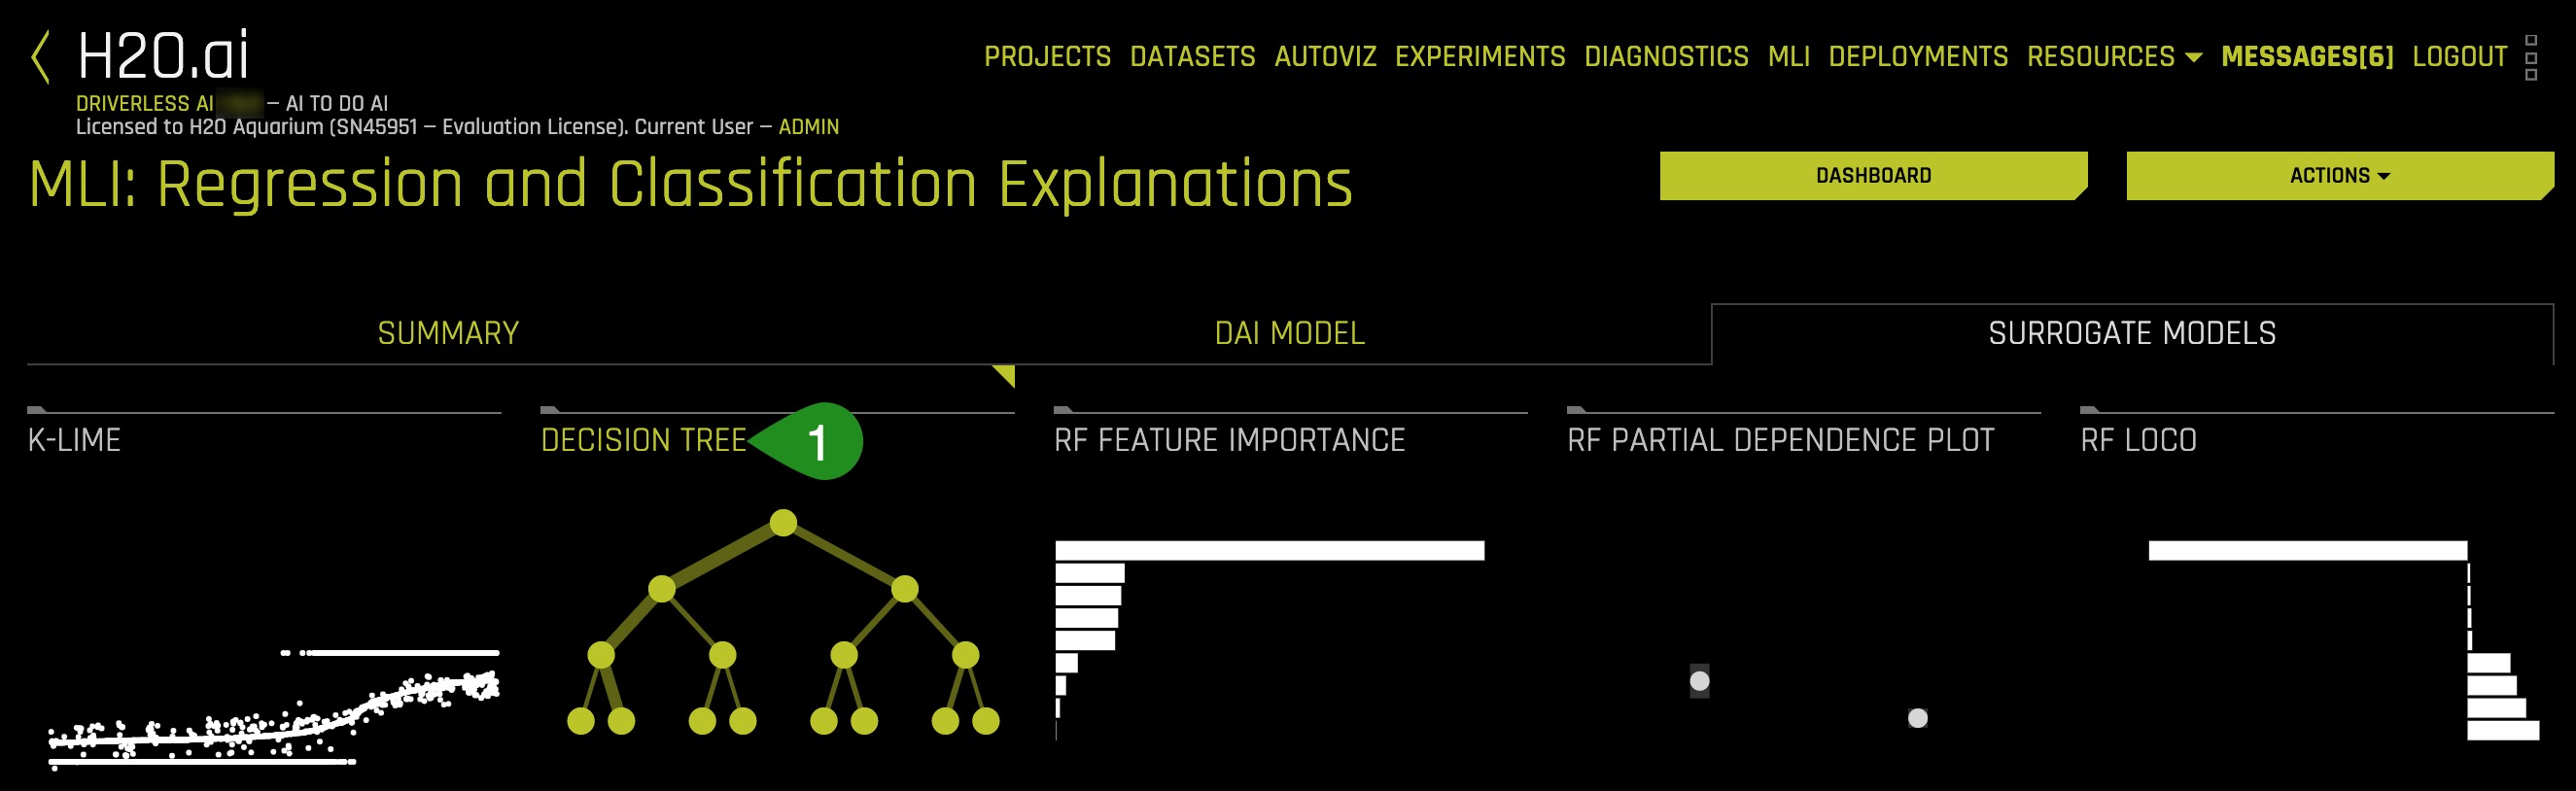 H2O.ai
PROJECTS DATASETS AUTOVIZ EXPERIMENTS DIAGNOSTICS MLI DEPLOYMENTS RESOURCES MESSAGES[6] LOGOUT
DRIVERLESS AI — AI TO DO AI
Licensed to H2O Aquarium (SN45951 — Evaluation License). Current User — ADMIN
MLI: Regression and Classification Explanations
DASHBOARD
ACTIONS
SUMMARY
DAI MODEL
SURROGATE MODELS
K-LIME
DECISION TREE
1
RF FEATURE IMPORTANCE
RF PARTIAL DEPENDENCE PLOT
RF LOCO